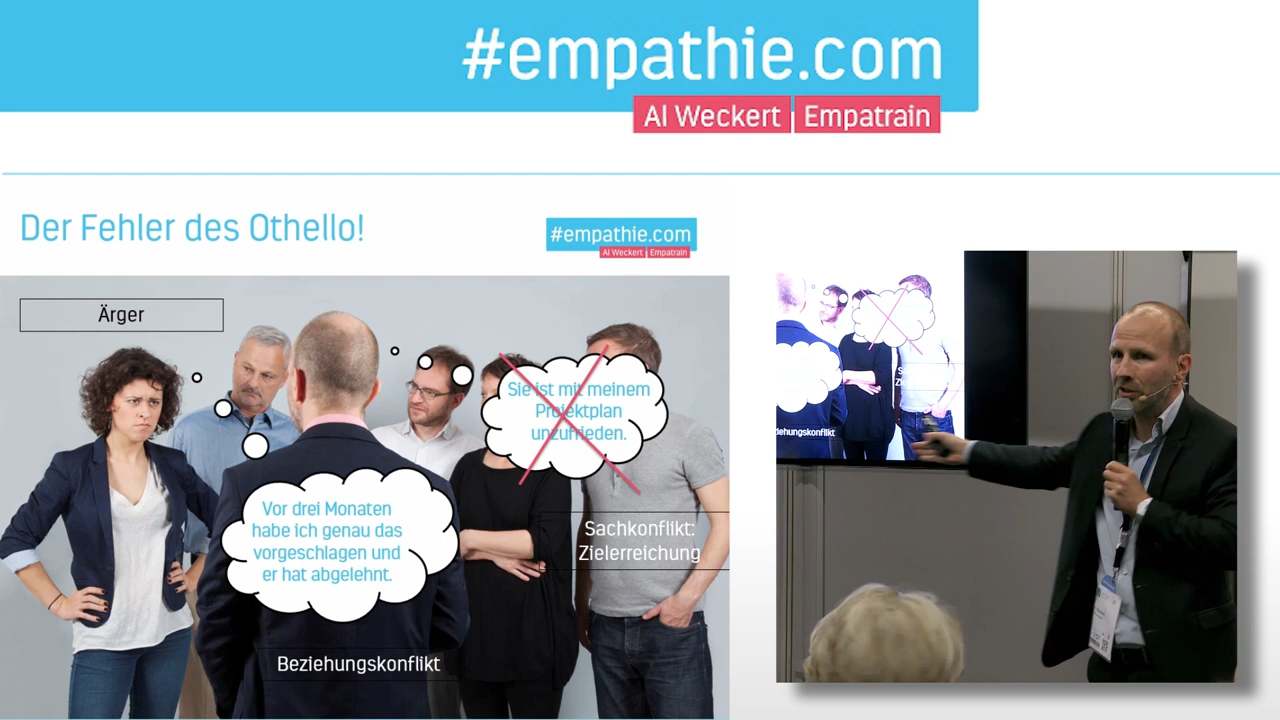 #empathie.com
Al Weckert Empatrain
Der Fehler des Othello!
#empathie.com
Al Weckert Empatrain
Ärger
Sie ist mit meinem
Projektplan
unzufrieden.
Vor drei Monaten
habe ich genau das
vorgeschlagen und
er hat abgelehnt.
Sachkonflikt:
Zielerreichung
Beziehungskonflikt